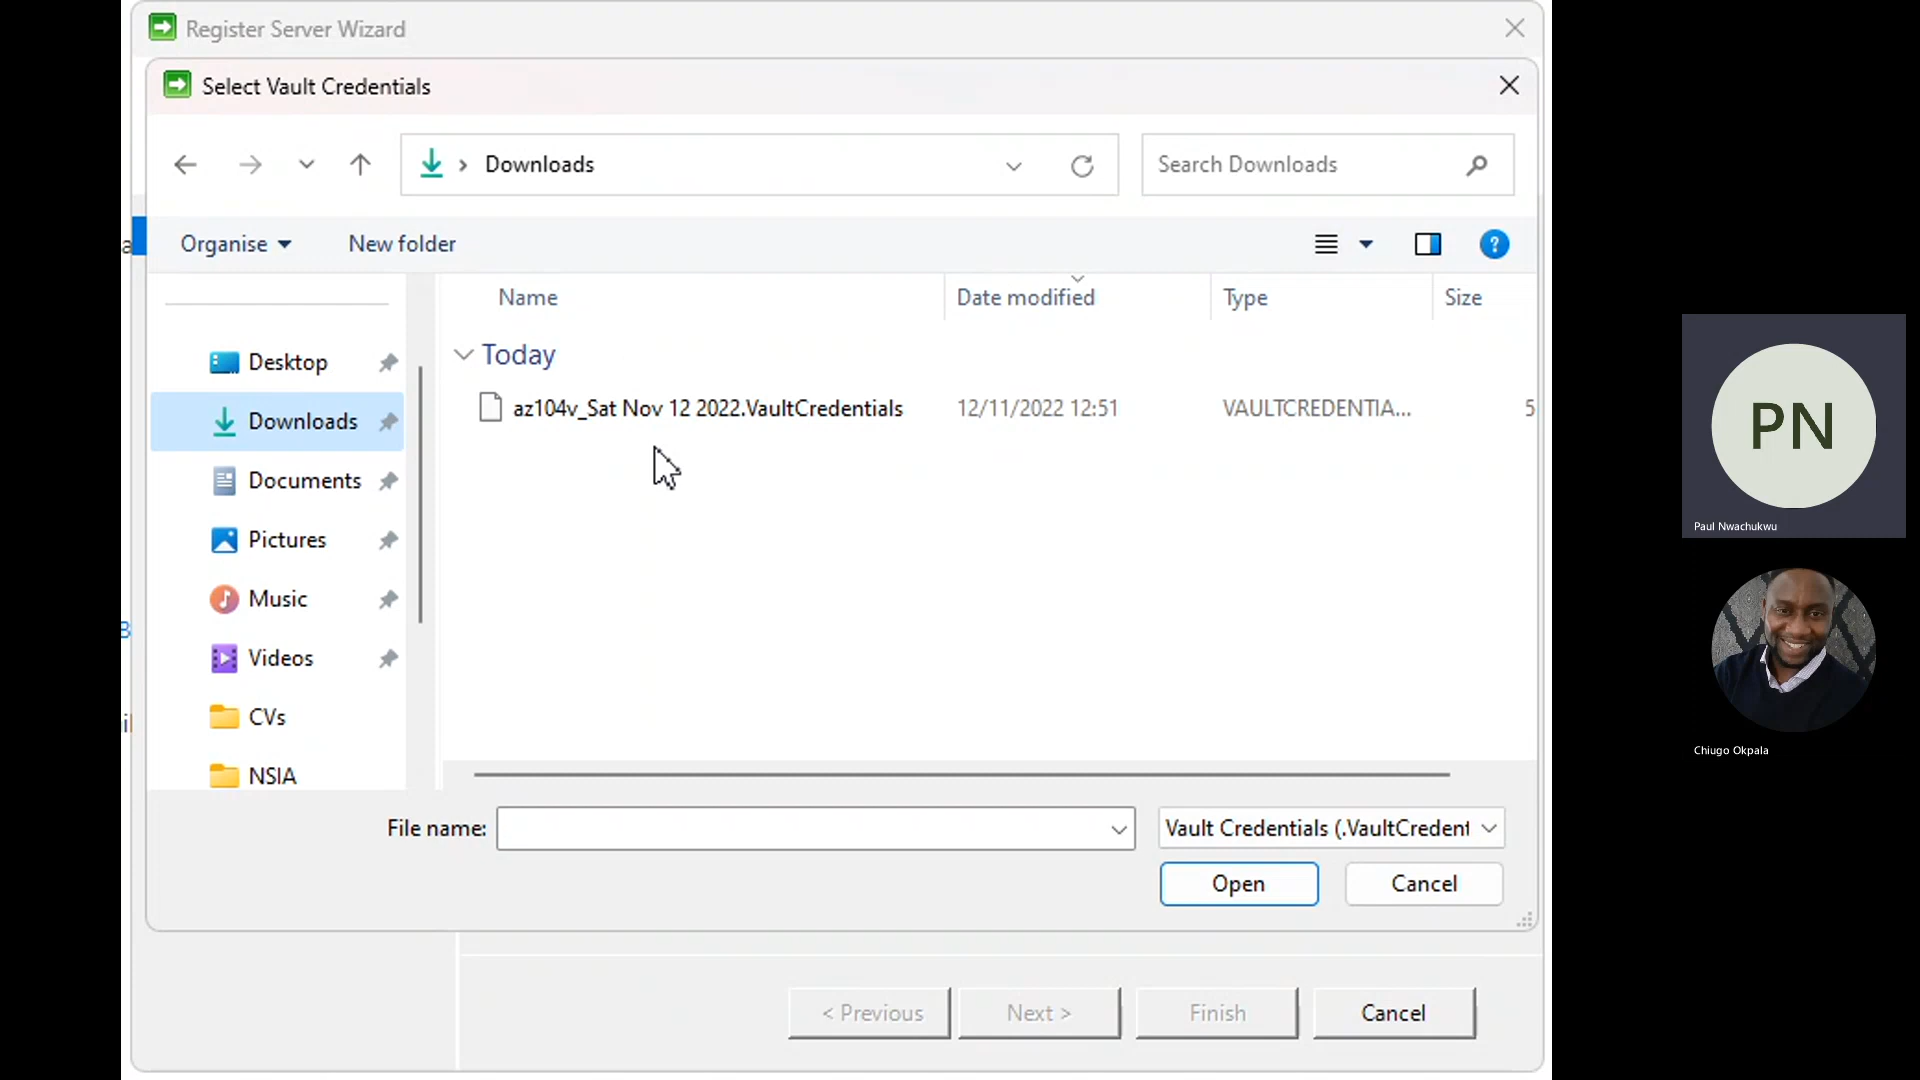 Register Server Wizard
Select Vault Credentials
Downloads
Search Downloads
Organise
New folder
Name
Date modified
Type
Size
Today
Desktop
az104v_Sat Nov 12 2022.VaultCredentials
12/11/2022 12:51
VAULTCREDENTIA...
5
Downloads
Documents
Pictures
Music
Videos
CVs
NSIA
File name:
Vault Credentials (.VaultCredent
Open
Cancel
< Previous
Next >
Finish
Cancel
PN
Paul Nwachukwu
Chiugo Okpala